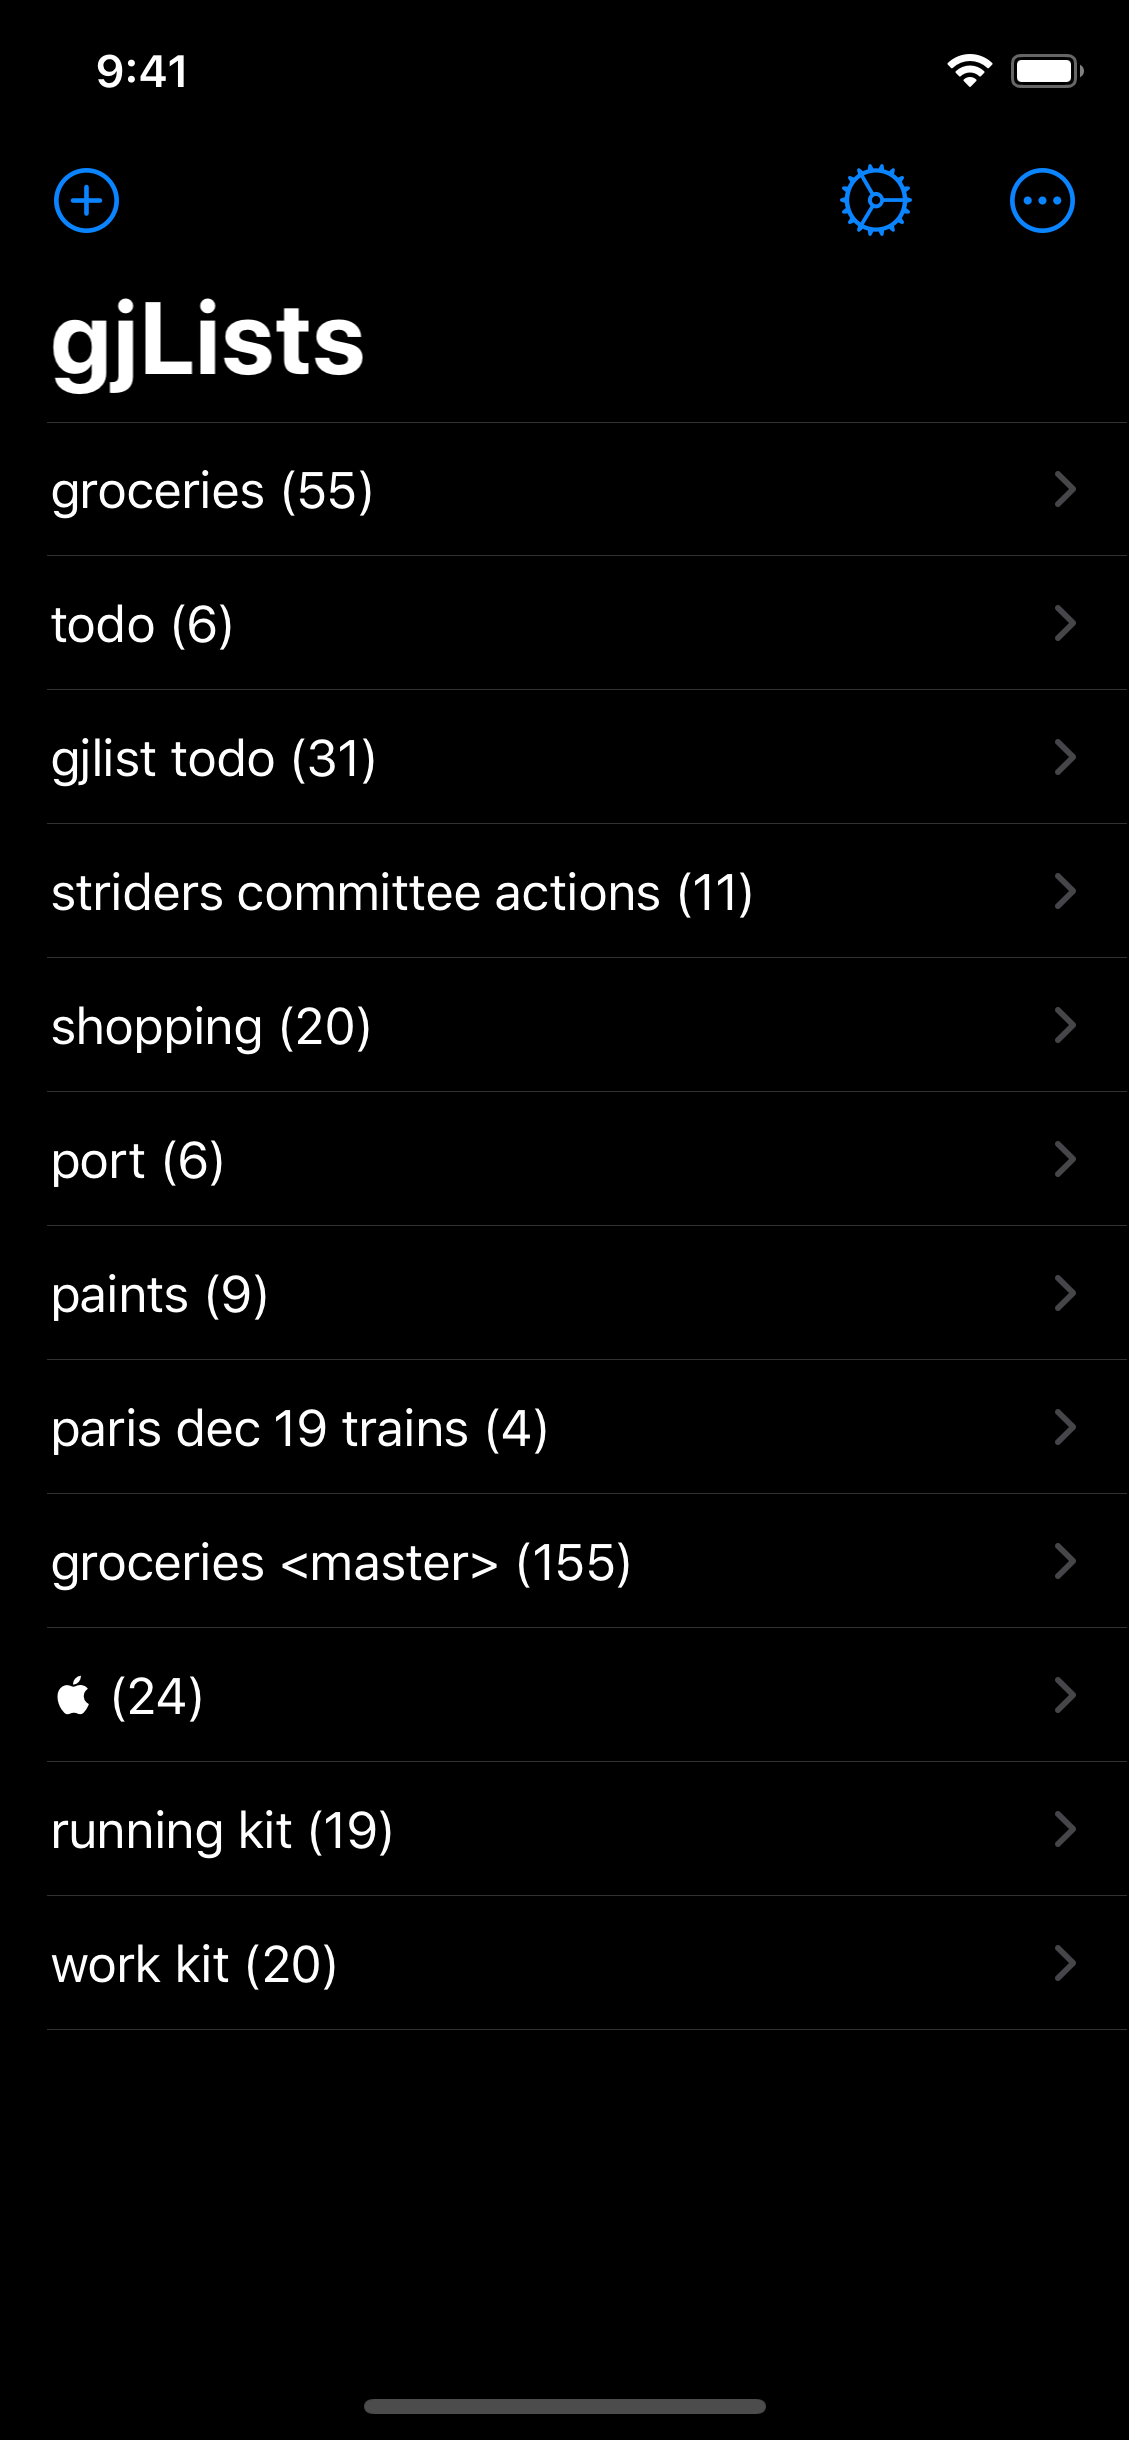 9:41
gjLists
groceries (55)
todo (6)
gjlist todo (31)
striders committee actions (11)
shopping (20)
port (6)
paints (9)
paris dec 19 trains (4)
groceries <master> (155)
 (24)
running kit (19)
work kit (20)